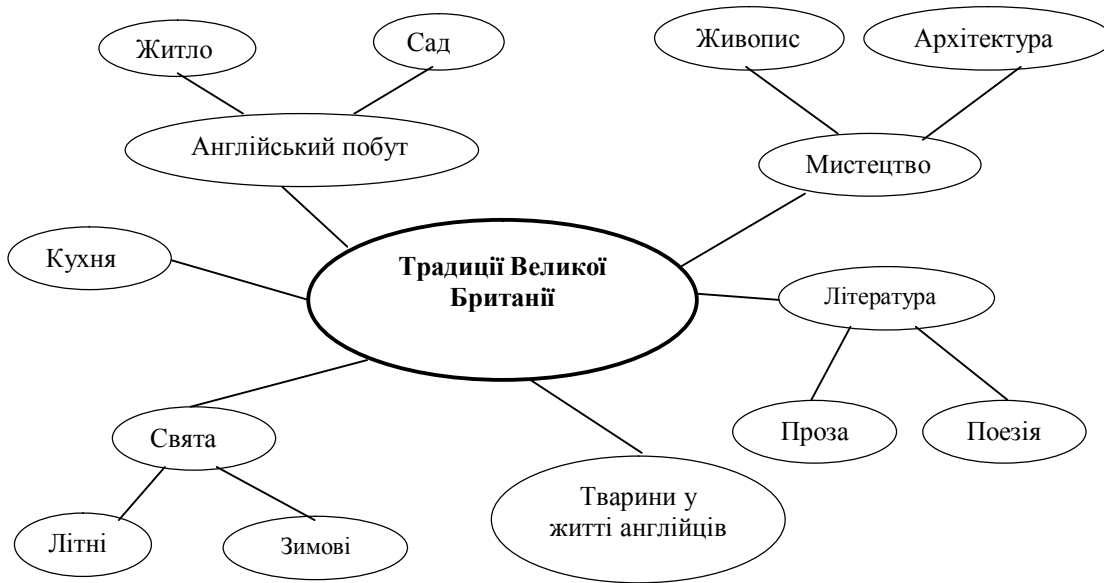 Житло
Сад
Живопис
Архітектура
Англійський побут
Мистецтво
Кухня
Традиції Великої
Британії
Література
Свята
Проза
Поезія
Тварини у
житті англійців
Літні
Зимові